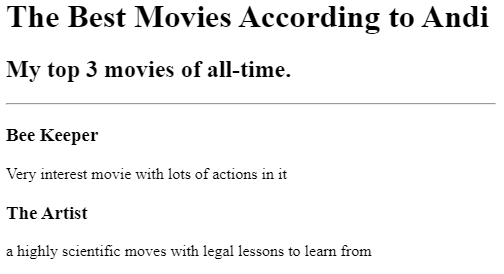 The Best Movies According to Andi
My top 3 movies of all-time.
Bee Keeper
Very interest movie with lots of actions in it
The Artist
a highly scientific moves with legal lessons to learn from